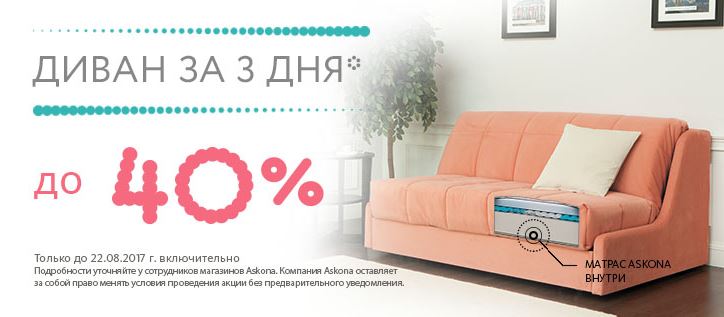 ДИВАН ЗА 3 ДНЯ*
до 40%
Только до 22.08.2017 г. включительно
Подробности уточняйте у сотрудников магазинов Askona. Компания Askona оставляет
за собой право менять условия проведения акции без предварительного уведомления.
МАТРАС ASKONA
ВНУТРИ